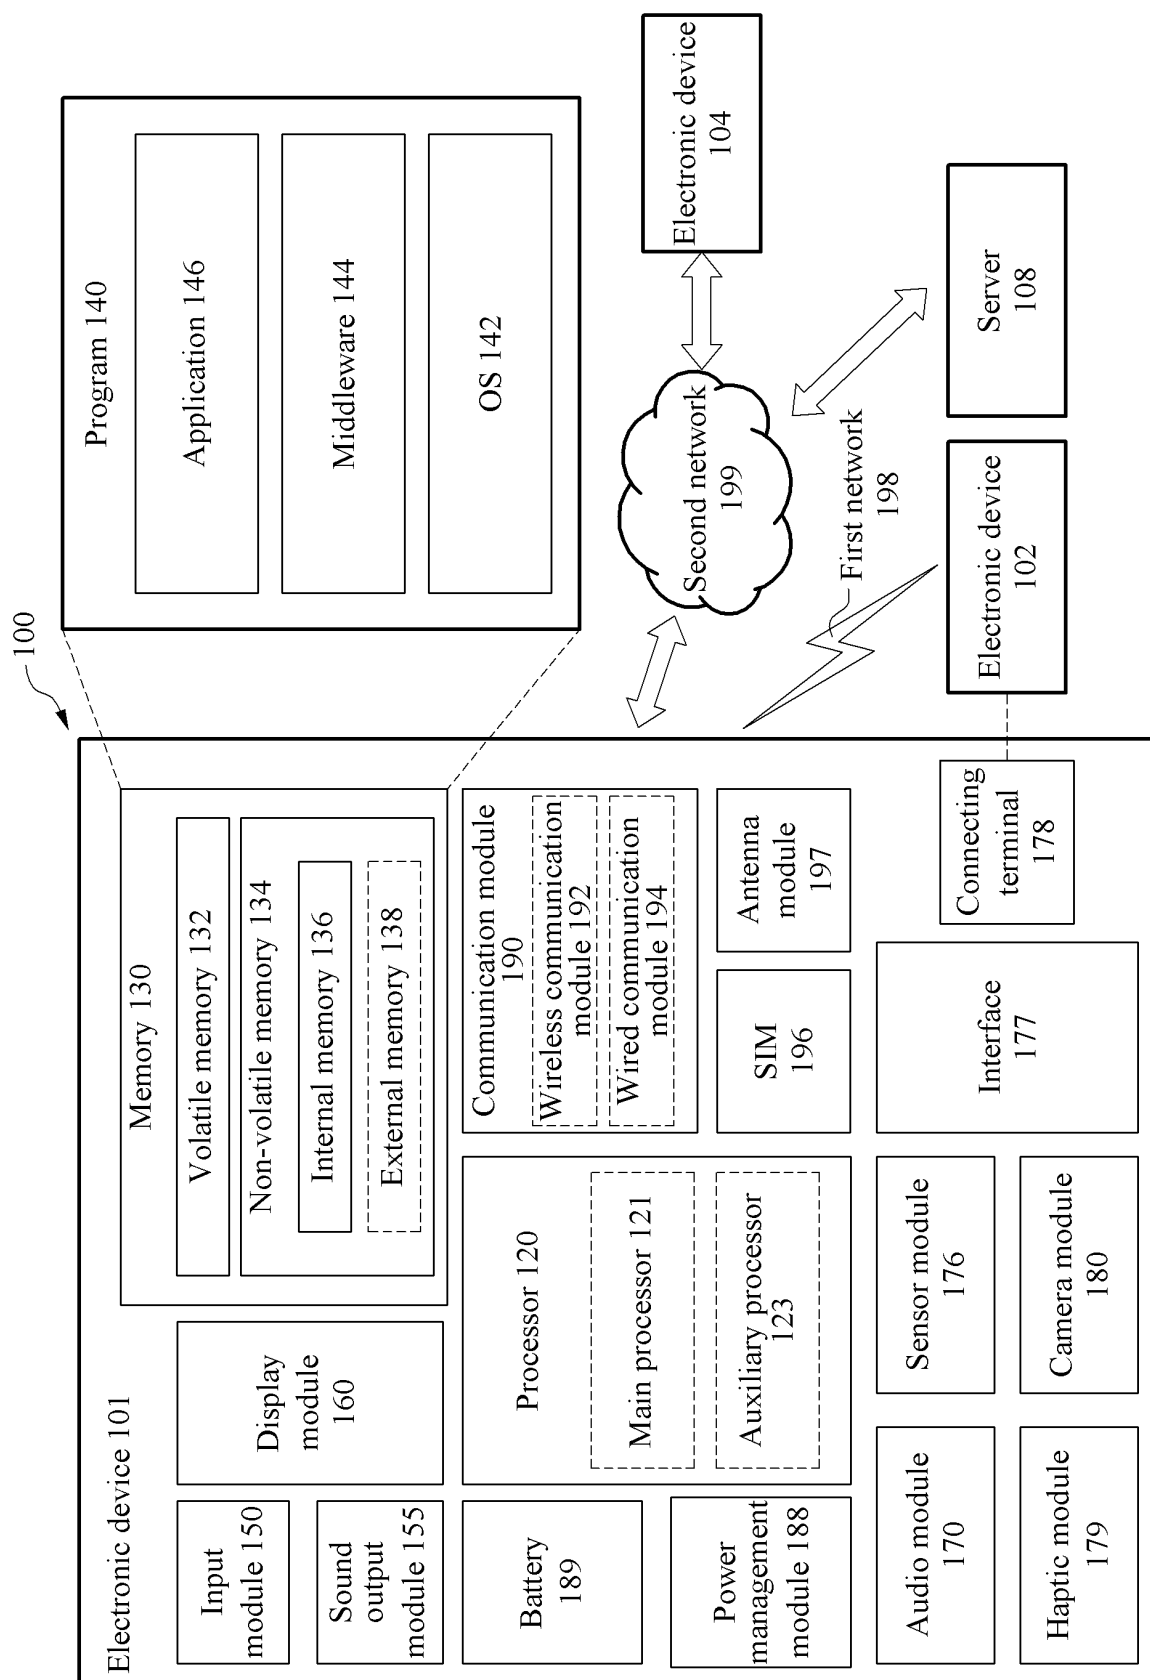 100
Electronic device 101
Input
module 150
Sound
output
module 155
Display
module
160
Memory 130
Volatile memory 132
Non-volatile memory 134
Internal memory 136
External memory 138
Program 140
Application 146
Middleware 144
OS 142
Battery
189
Power
management
module 188
Processor 120
Main processor 121
Auxiliary processor
123
Communication module
190
Wireless communication
module 192
Wired communication
module 194
SIM
196
Antenna
module
197
Second network
199
Electronic device
104
First network
198
Audio module
170
Sensor module
176
Interface
177
Connecting
terminal
178
Haptic module
179
Camera module
180
Electronic device
102
Server
108